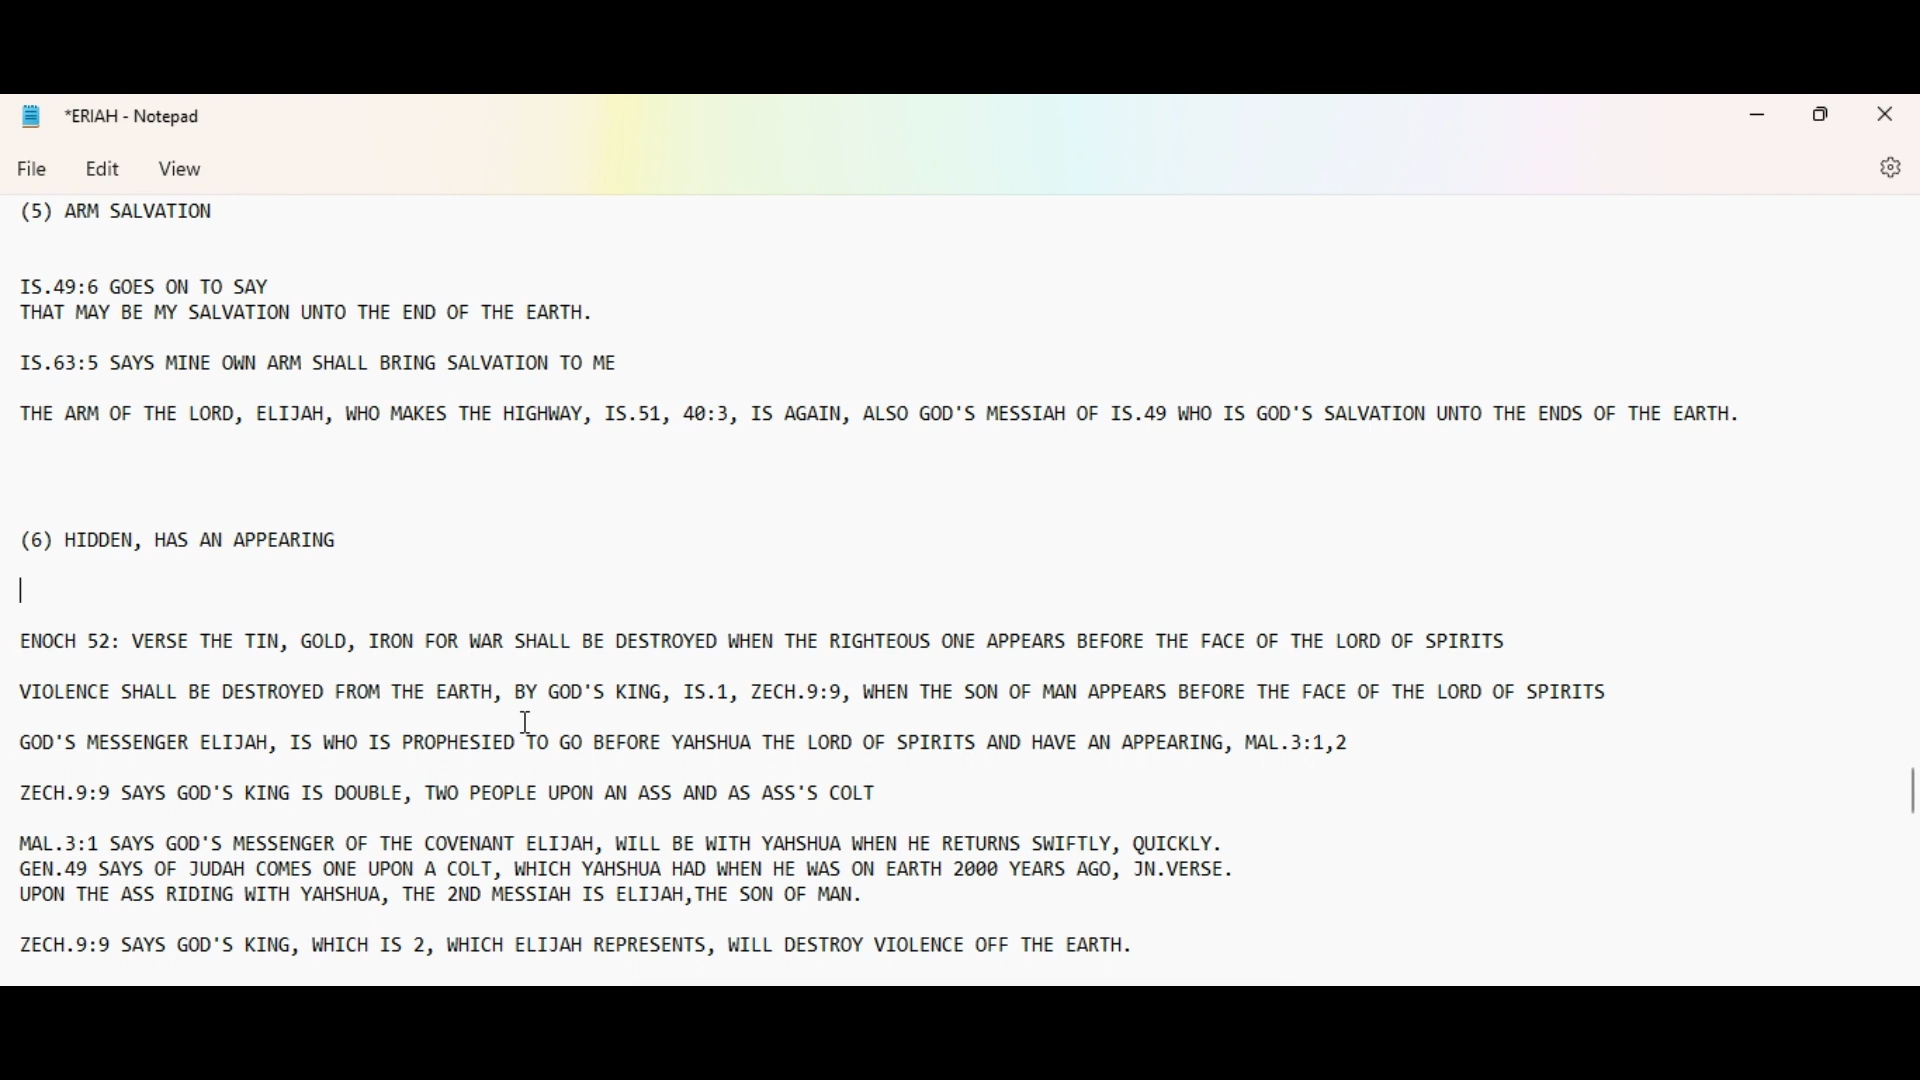 *ERIAH - Notepad
File Edit View
(5) ARM SALVATION
IS.49:6 GOES ON TO SAY
THAT MAY BE MY SALVATION UNTO THE END OF THE EARTH.
IS.63:5 SAYS MINE OWN ARM SHALL BRING SALVATION TO ME
THE ARM OF THE LORD, ELIJAH, WHO MAKES THE HIGHWAY, IS.51, 40:3, IS AGAIN, ALSO GOD'S MESSIAH OF IS.49 WHO IS GOD'S SALVATION UNTO THE ENDS OF THE EARTH.
(6) HIDDEN, HAS AN APPEARING
ENOCH 52: VERSE THE TIN, GOLD, IRON FOR WAR SHALL BE DESTROYED WHEN THE RIGHTEOUS ONE APPEARS BEFORE THE FACE OF THE LORD OF SPIRITS
VIOLENCE SHALL BE DESTROYED FROM THE EARTH, BY GOD'S KING, IS.1, ZECH.9:9, WHEN THE SON OF MAN APPEARS BEFORE THE FACE OF THE LORD OF SPIRITS
GOD'S MESSENGER ELIJAH, IS WHO IS PROPHESIED TO GO BEFORE YAHSHUA THE LORD OF SPIRITS AND HAVE AN APPEARING, MAL.3:1,2
ZECH.9:9 SAYS GOD'S KING IS DOUBLE, TWO PEOPLE UPON AN ASS AND AS ASS'S COLT
MAL.3:1 SAYS GOD'S MESSENGER OF THE COVENANT ELIJAH, WILL BE WITH YAHSHUA WHEN HE RETURNS SWIFTLY, QUICKLY.
GEN.49 SAYS OF JUDAH COMES ONE UPON A COLT, WHICH YAHSHUA HAD WHEN HE WAS ON EARTH 2000 YEARS AGO, JN.VERSE.
UPON THE ASS RIDING WITH YAHSHUA, THE 2ND MESSIAH IS ELIJAH,THE SON OF MAN.
ZECH.9:9 SAYS GOD'S KING, WHICH IS 2, WHICH ELIJAH REPRESENTS, WILL DESTROY VIOLENCE OFF THE EARTH.